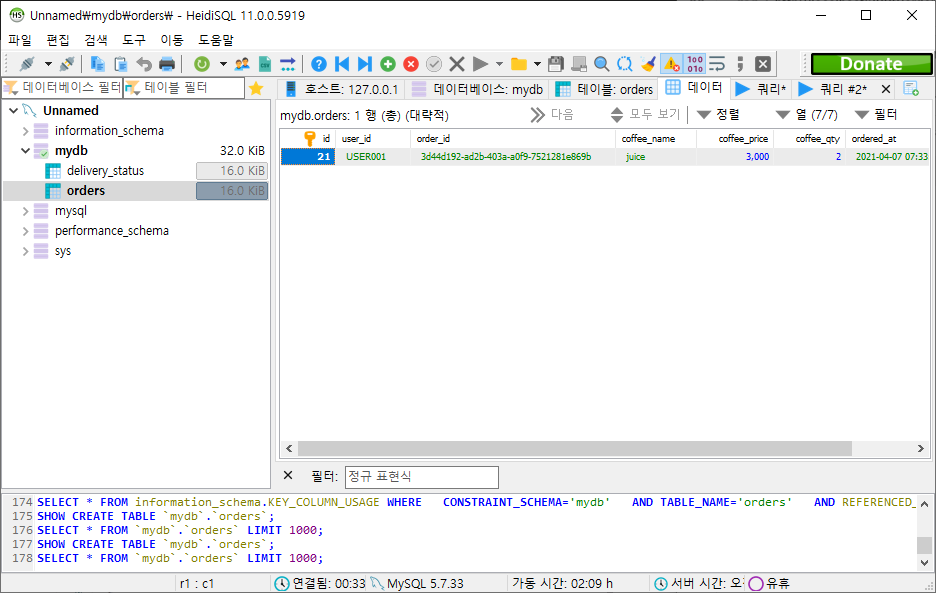 Unnamed₩mydb₩orders₩ - HeidiSQL 11.0.0.5919
파일 편집 검색 도구 이동 도움말
Donate
데이터베이스 필터 테이블 필터
호스트: 127.0.0.1 데이터베이스: mydb 테이블: orders 데이터 쿼리* 쿼리 #2*
Unnamed
information_schema
mydb 32.0 KiB
delivery_status 16.0 KiB
orders 16.0 KiB
mysql
performance_schema
sys
mydb.orders: 1 행 (총) (대략적) 다음 모두 보기 정렬 열 (7/7) 필터
id user_id order_id coffee_name coffee_price coffee_qty ordered_at
21 USER001 3d44d192-ad2b-403a-a0f9-7521281e869b juice 3,000 2 2021-04-07 07:33
필터: 정규 표현식
174 SELECT * FROM information_schema.KEY_COLUMN_USAGE WHERE CONSTRAINT_SCHEMA='mydb' AND TABLE_NAME='orders' AND REFERENCED_
175 SHOW CREATE TABLE `mydb`.`orders`;
176 SELECT * FROM `mydb`.`orders` LIMIT 1000;
177 SHOW CREATE TABLE `mydb`.`orders`;
178 SELECT * FROM `mydb`.`orders` LIMIT 1000;
r1 : c1 연결됨: 00:33 MySQL 5.7.33 가동 시간: 02:09 h 서버 시간: 유휴